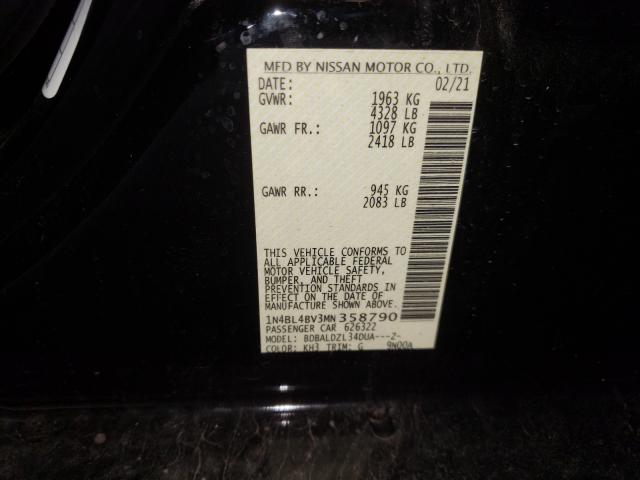 MFD BY NISSAN MOTOR CO., LTD.
DATE: 02/21
GVWR: 1963 KG
4328 LB
GAWR FR.: 1097 KG
2418 LB
GAWR RR.: 945 KG
2083 LB
THIS VEHICLE CONFORMS TO
ALL APPLICABLE FEDERAL
MOTOR VEHICLE SAFETY,
BUMPER, AND THEFT
PREVENTION STANDARDS IN
EFFECT ON THE DATE OF
MANUFACTURE SHOWN ABOVE.
1N4BL4BV3MN358790
PASSENGER CAR 626322
MODEL: BDBALDZL34DUA---Z-
COLOR: KH3 TRIM: G 9N00A